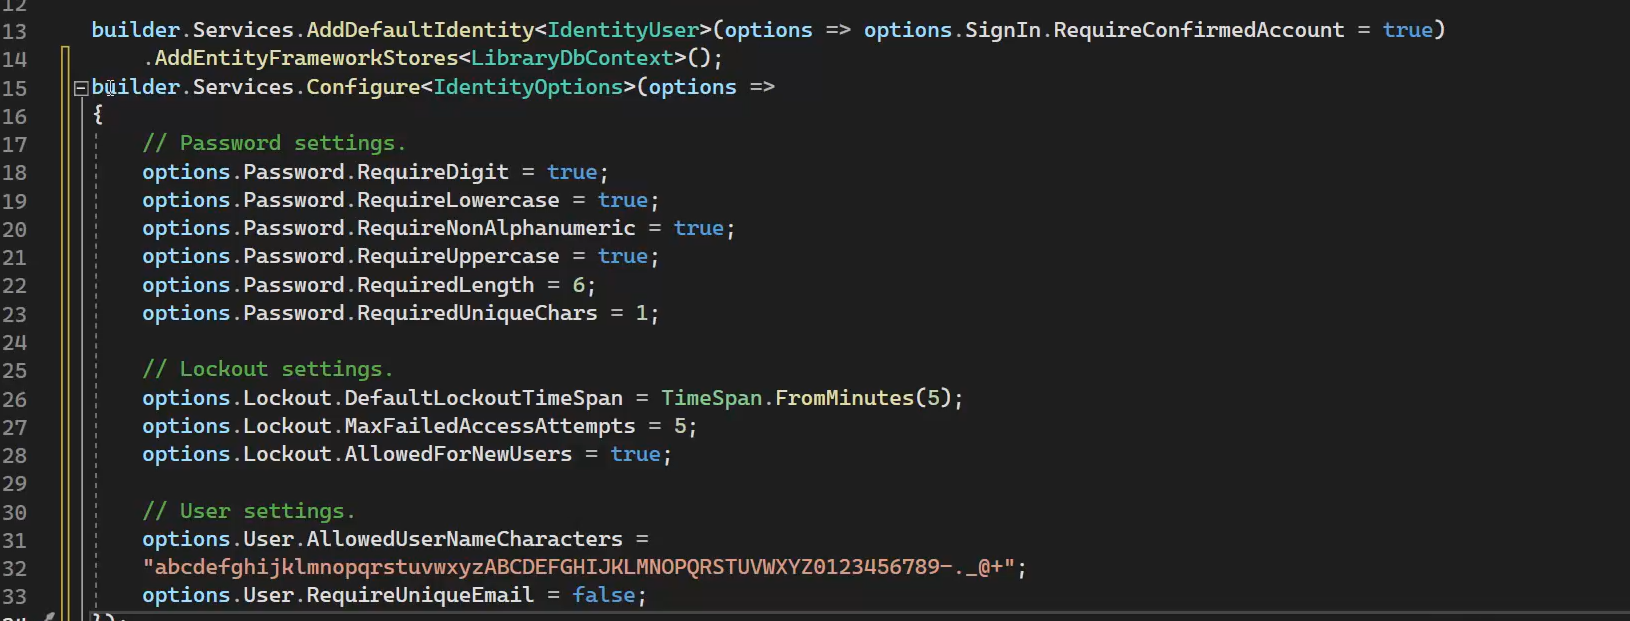 12
13 builder.Services.AddDefaultIdentity<IdentityUser>(options => options.SignIn.RequireConfirmedAccount = true)
14     .AddEntityFrameworkStores<LibraryDbContext>();
15 builder.Services.Configure<IdentityOptions>(options =>
16 {
17     // Password settings.
18     options.Password.RequireDigit = true;
19     options.Password.RequireLowercase = true;
20     options.Password.RequireNonAlphanumeric = true;
21     options.Password.RequireUppercase = true;
22     options.Password.RequiredLength = 6;
23     options.Password.RequiredUniqueChars = 1;
24
25     // Lockout settings.
26     options.Lockout.DefaultLockoutTimeSpan = TimeSpan.FromMinutes(5);
27     options.Lockout.MaxFailedAccessAttempts = 5;
28     options.Lockout.AllowedForNewUsers = true;
29
30     // User settings.
31     options.User.AllowedUserNameCharacters =
32     "abcdefghijklmnopqrstuvwxyzABCDEFGHIJKLMNOPQRSTUVWXYZ0123456789-._@+";
33     options.User.RequireUniqueEmail = false;
});